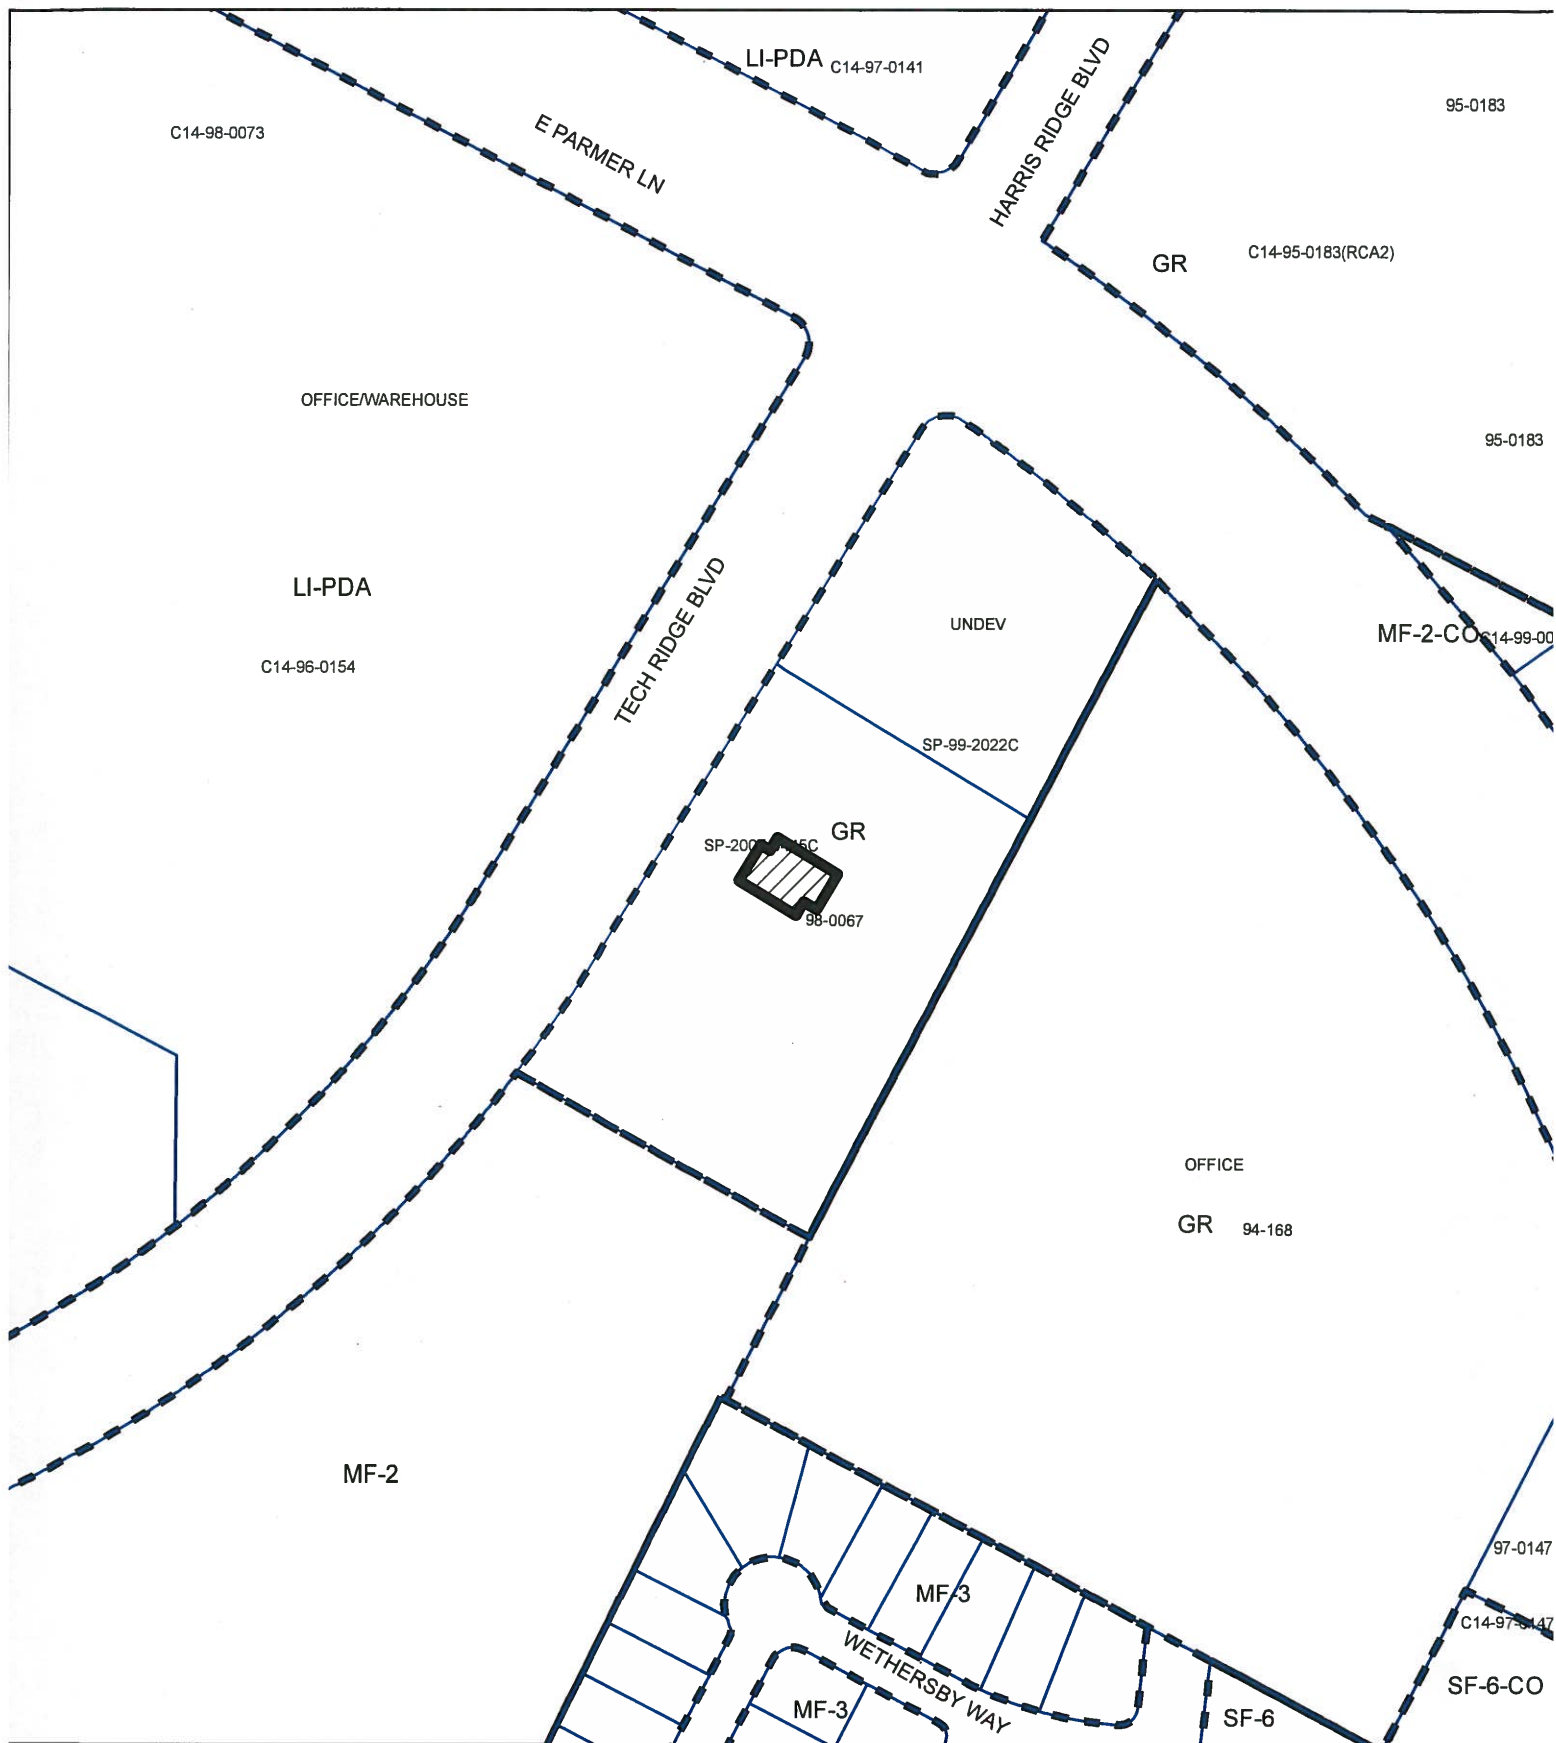 LI-PDA C14-97-0141
HARRIS RIDGE BLVD
95-0183
C14-98-0073
E PARMER LN
GR
C14-95-0183(RCA2)
OFFICE/WAREHOUSE
95-0183
LI-PDA
TECH RIDGE BLVD
UNDEV
MF-2-CO
C14-96-0154
SP-99-2022C
GR
98-0067
OFFICE
GR 94-168
MF-2
97-0147
MF-3
WETHERSBY WAY
SF-6-CO
MF-3
SF-6